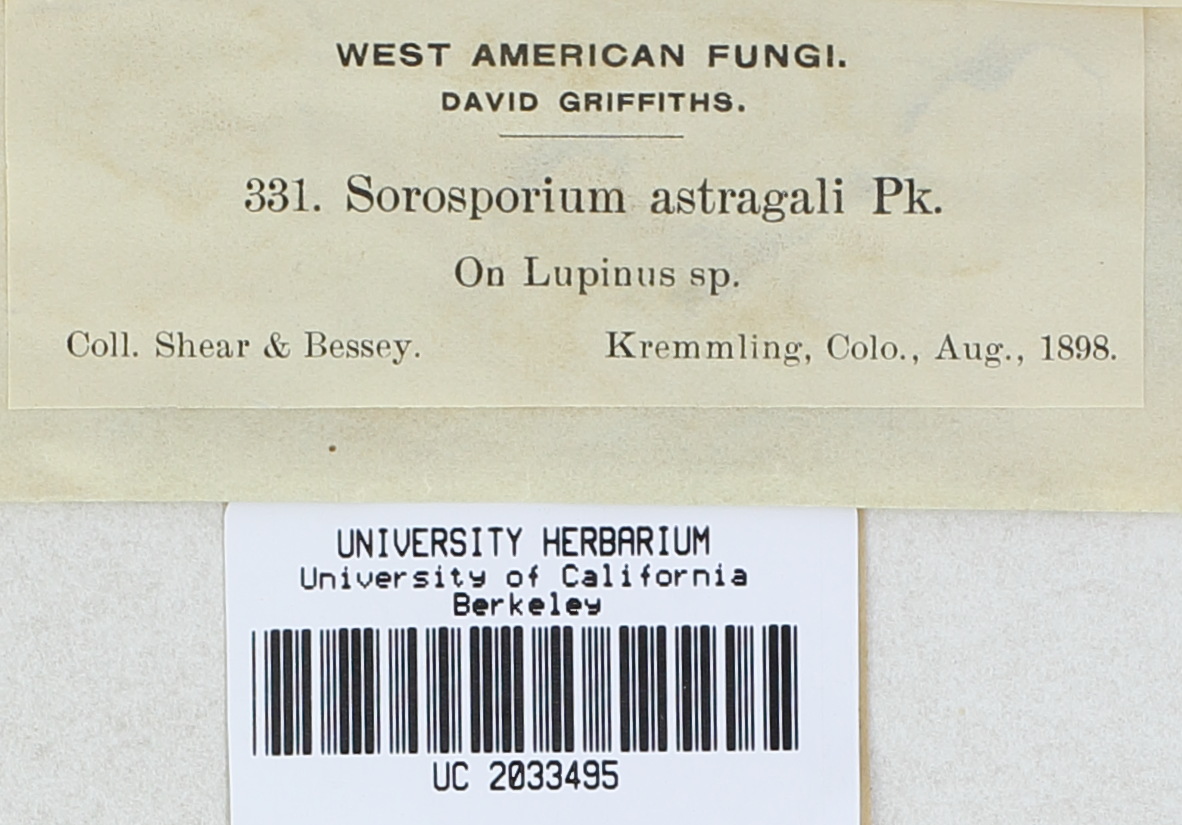 WEST AMERICAN FUNGI.
DAVID GRIFFITHS.
331. Sorosporium astragali Pk.
On Lupinus sp.
Coll. Shear & Bessey. Kremmling, Colo., Aug., 1898.
UNIVERSITY HERBARIUM
University of California
Berkeley
UC 2033495